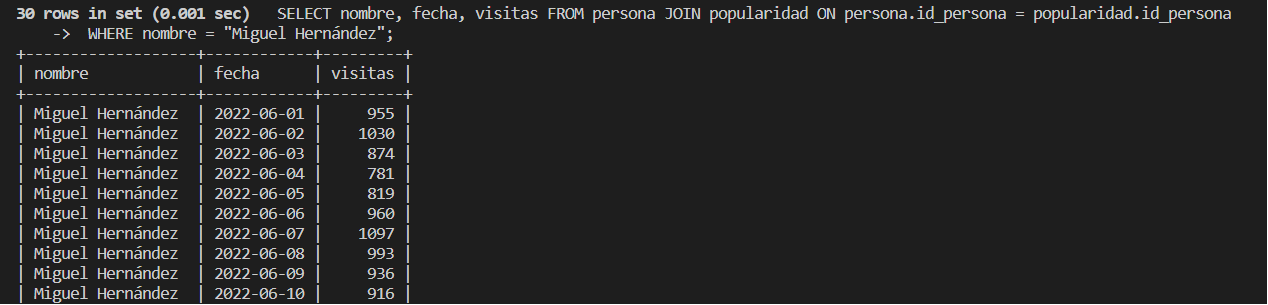 30 rows in set (0.001 sec)   SELECT nombre, fecha, visitas FROM persona JOIN popularidad ON persona.id_persona = popularidad.id_persona
    ->  WHERE nombre = "Miguel Hernández";
+-------------------+------------+---------+
| nombre            | fecha      | visitas |
+-------------------+------------+---------+
| Miguel Hernández  | 2022-06-01 |     955 |
| Miguel Hernández  | 2022-06-02 |    1030 |
| Miguel Hernández  | 2022-06-03 |     874 |
| Miguel Hernández  | 2022-06-04 |     781 |
| Miguel Hernández  | 2022-06-05 |     819 |
| Miguel Hernández  | 2022-06-06 |     960 |
| Miguel Hernández  | 2022-06-07 |    1097 |
| Miguel Hernández  | 2022-06-08 |     993 |
| Miguel Hernández  | 2022-06-09 |     936 |
| Miguel Hernández  | 2022-06-10 |     916 |